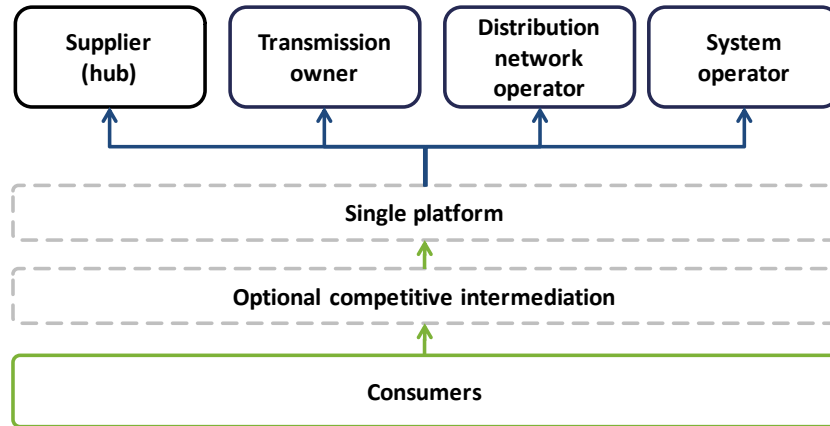 Supplier
(hub)
Transmission
owner
Distribution
network
operator
System
operator
Single platform
Optional competitive intermediation
Consumers